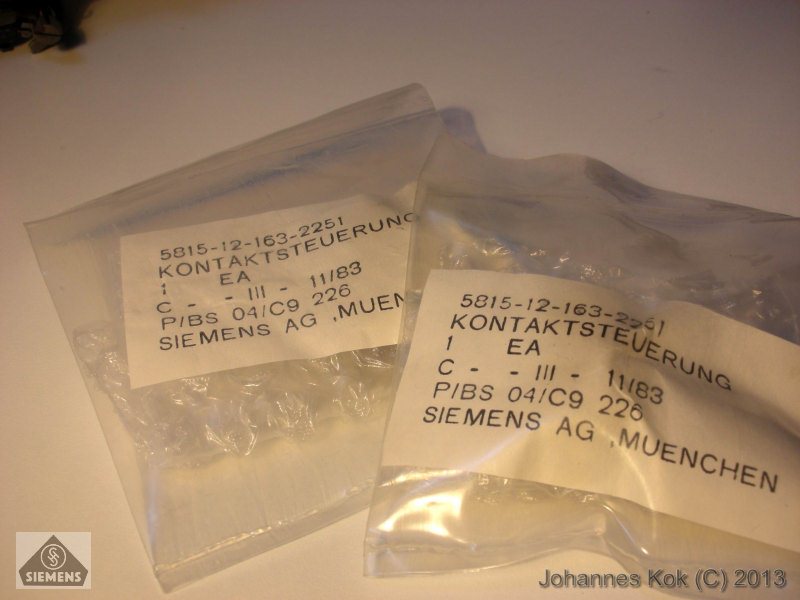 5815-12-163-2251
KONTAKTSTEUERUNG
1 EA
C - - III - 11/83
P/BS 04/C9 226
SIEMENS AG ,MUEN
5815-12-163-2251
KONTAKTSTEUERUNG
1 EA
C - - III - 11/83
P/BS 04/C9 226
SIEMENS AG ,MUENCHEN
SIEMENS
Johannes Kok (C) 2013